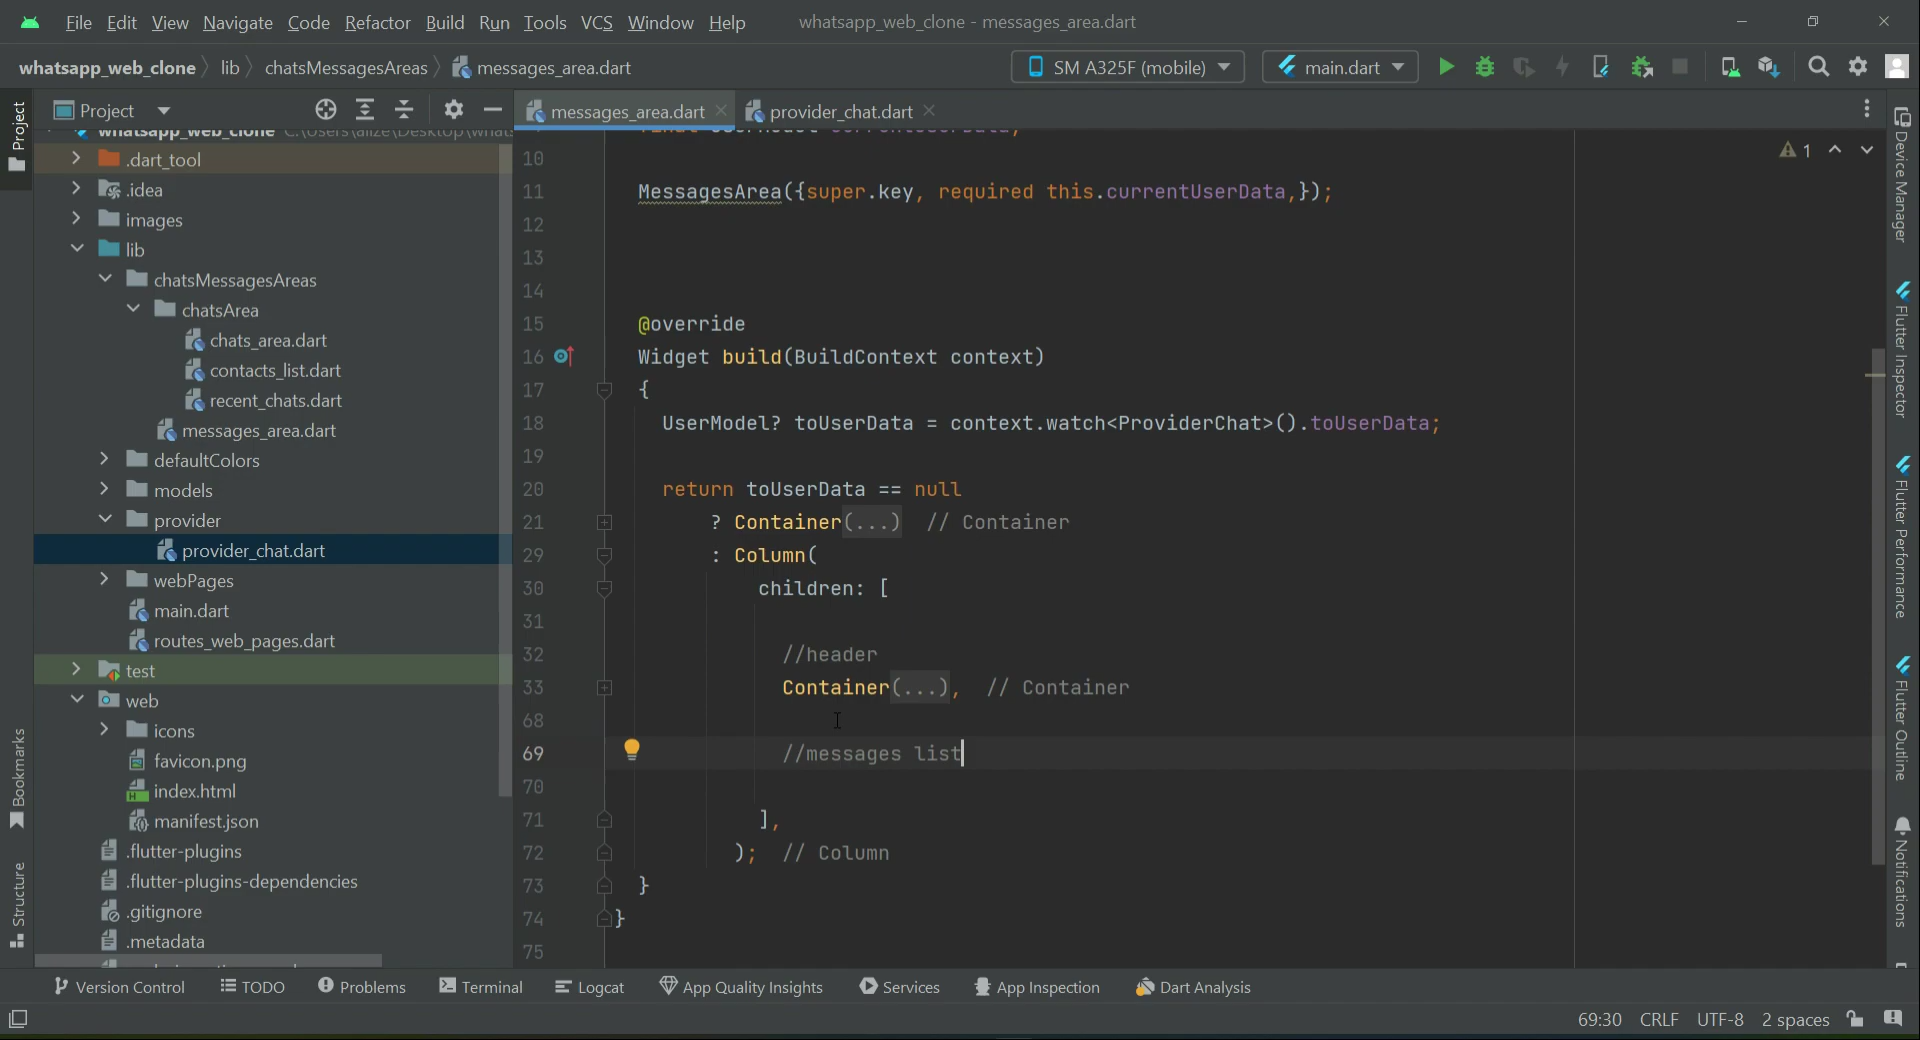 File Edit View Navigate Code Refactor Build Run Tools VCS Window Help whatsapp_web_clone - messages_area.dart
whatsapp_web_clone lib chatsMessagesAreas messages_area.dart SM A325F (mobile) main.dart
Project
Project
messages_area.dart
provider_chat.dart
whatsapp_web_clone
.dart_tool
.idea
images
lib
chatsMessagesAreas
chatsArea
chats_area.dart
contacts_list.dart
recent_chats.dart
messages_area.dart
defaultColors
models
provider
provider_chat.dart
webPages
main.dart
routes_web_pages.dart
test
web
icons
favicon.png
index.html
manifest.json
.flutter-plugins
.flutter-plugins-dependencies
.gitignore
.metadata
Bookmarks
Structure
1
10
11 MessagesArea({super.key, required this.currentUserData,});
12
13
14
15 @override
16 Widget build(BuildContext context)
17 {
18 UserModel? toUserData = context.watch<ProviderChat>().toUserData;
19
20 return toUserData == null
21 ? Container(...) // Container
29 : Column(
30 children: [
31
32 //header
33 Container(...), // Container
68
69 //messages list
70
71 ],
72 ); // Column
73 }
74 }
75
Device Manager
Flutter Inspector
Flutter Performance
Flutter Outline
Notifications
Version Control TODO Problems Terminal Logcat App Quality Insights Services App Inspection Dart Analysis
69:30 CRLF UTF-8 2 spaces